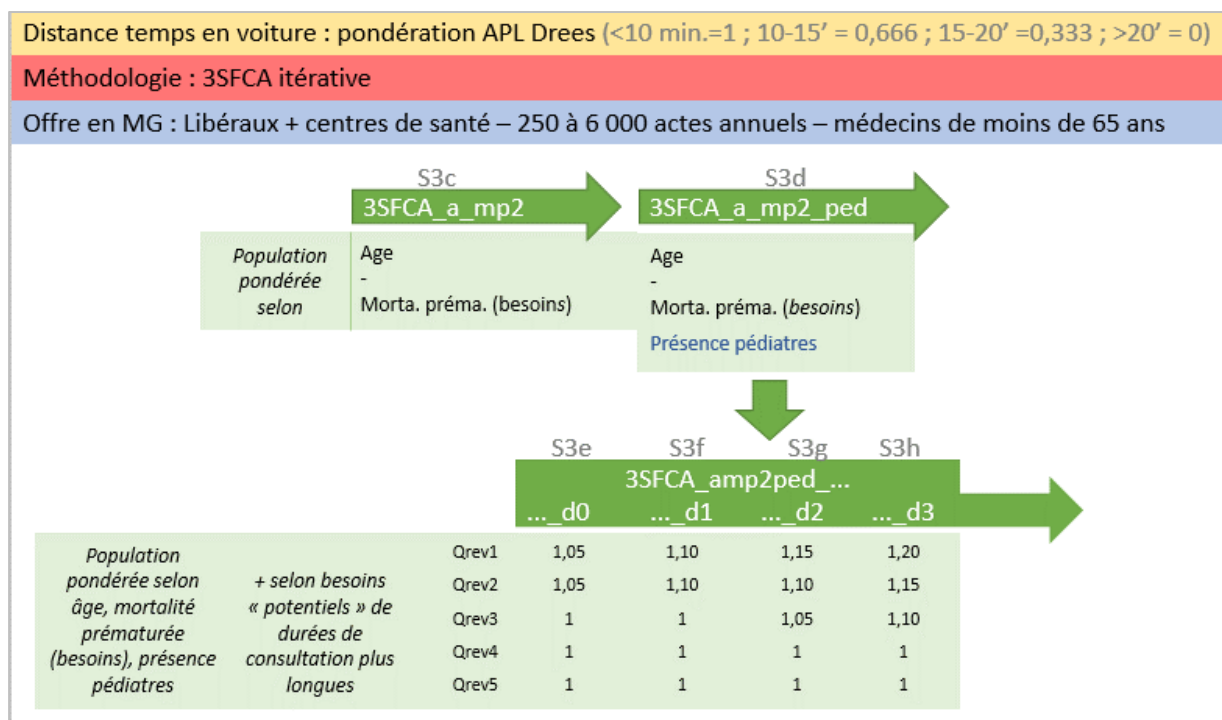 Distance temps en voiture : pondération APL Drees (<10 min.=1 ; 10-15’ = 0,666 ; 15-20’ =0,333 ; >20’ = 0)
Méthodologie : 3SFCA itérative
Offre en MG : Libéraux + centres de santé – 250 à 6 000 actes annuels – médecins de moins de 65 ans
S3c
3SFCA_a_mp2
S3d
3SFCA_a_mp2_ped
Population
pondérée
selon
Age
-
Morta. préma. (besoins)
Age
-
Morta. préma. (besoins)
Présence pédiatres
S3e S3f S3g S3h
3SFCA_amp2ped_...
..._d0 ..._d1 ..._d2 ..._d3
Population
pondérée selon
âge, mortalité
prématurée
(besoins), présence
pédiatres
+ selon besoins
« potentiels » de
durées de
consultation plus
longues
Qrev1 1,05 1,10 1,15 1,20
Qrev2 1,05 1,10 1,10 1,15
Qrev3 1 1 1,05 1,10
Qrev4 1 1 1 1
Qrev5 1 1 1 1